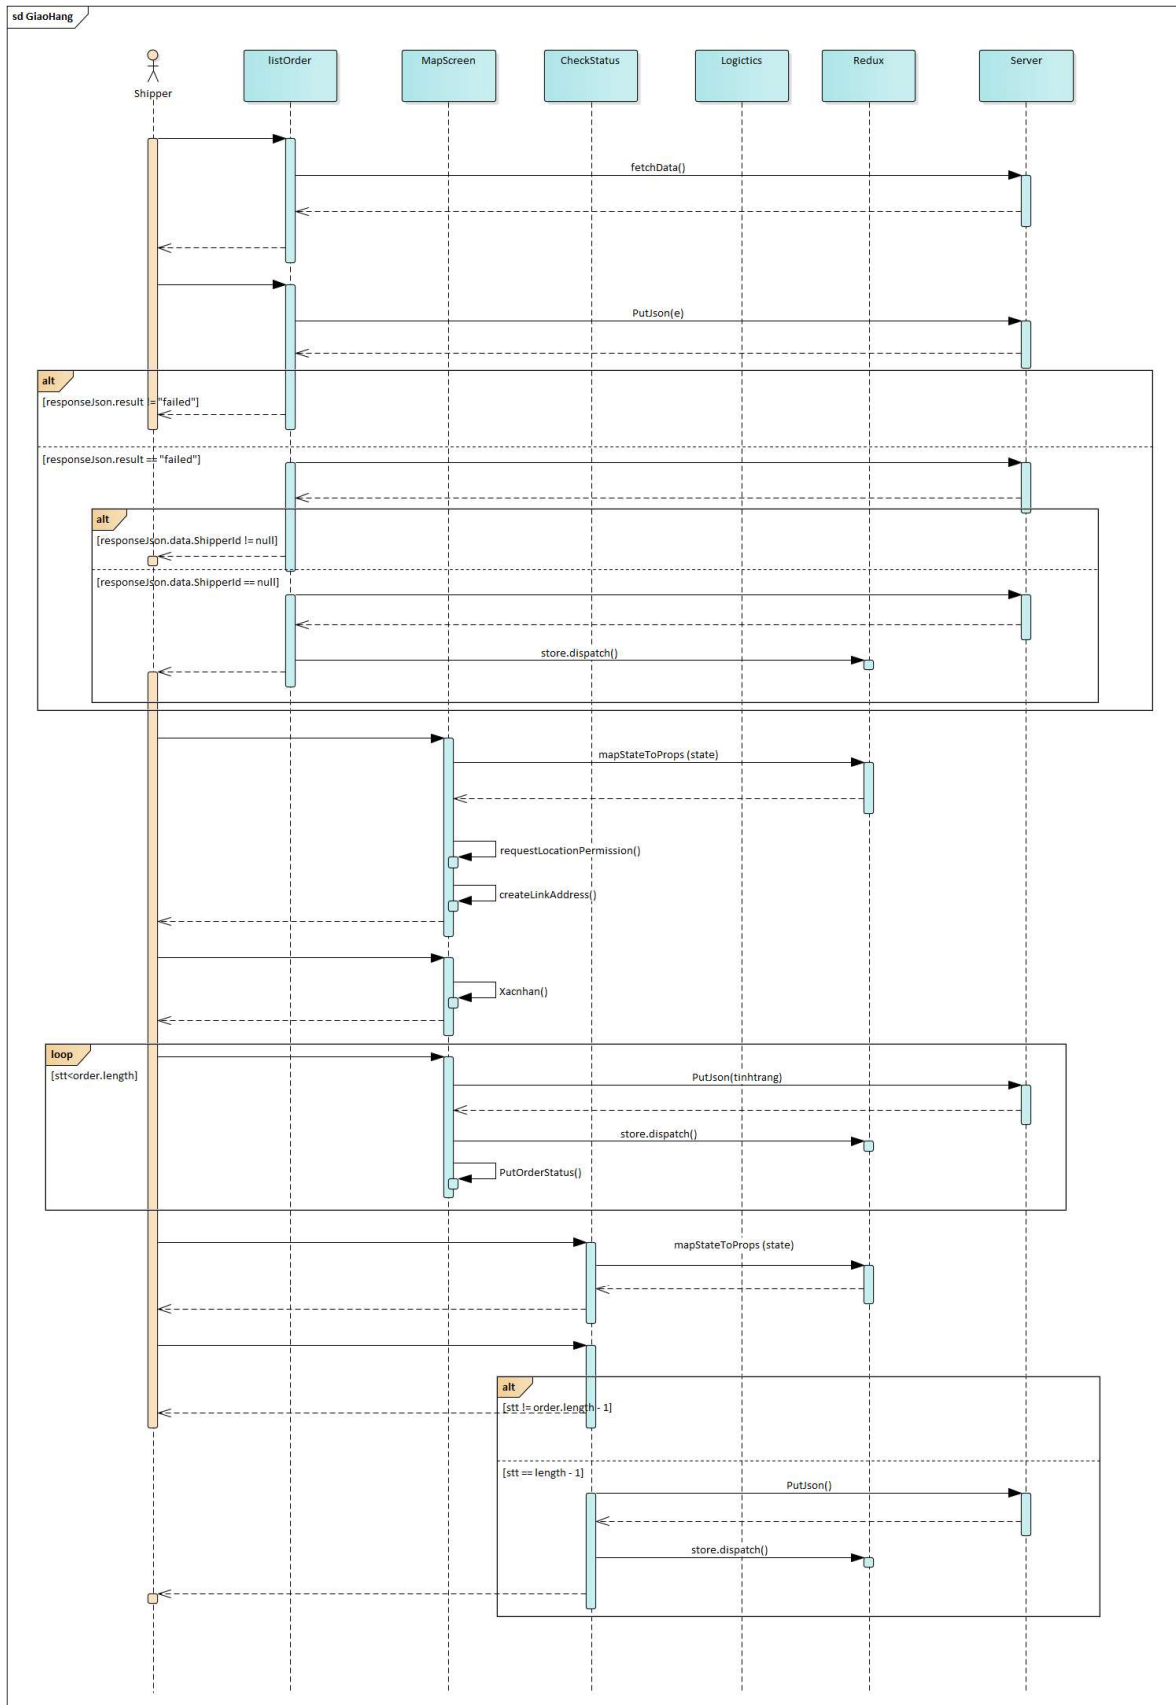 sd GiaoHang
Shipper
listOrder
MapScreen
CheckStatus
Logictics
Redux
Server
fetchData()
PutJson(e)
alt
[responseJson.result != "failed"]
[responseJson.result == "failed"]
alt
[responseJson.data.ShipperId != null]
[responseJson.data.ShipperId == null]
store.dispatch()
mapStateToProps (state)
requestLocationPermission()
createLinkAddress()
Xacnhan()
loop
[stt<order.length]
PutJson(tinhtrang)
store.dispatch()
PutOrderStatus()
mapStateToProps (state)
alt
[stt != order.length - 1]
[stt == length - 1]
PutJson()
store.dispatch()